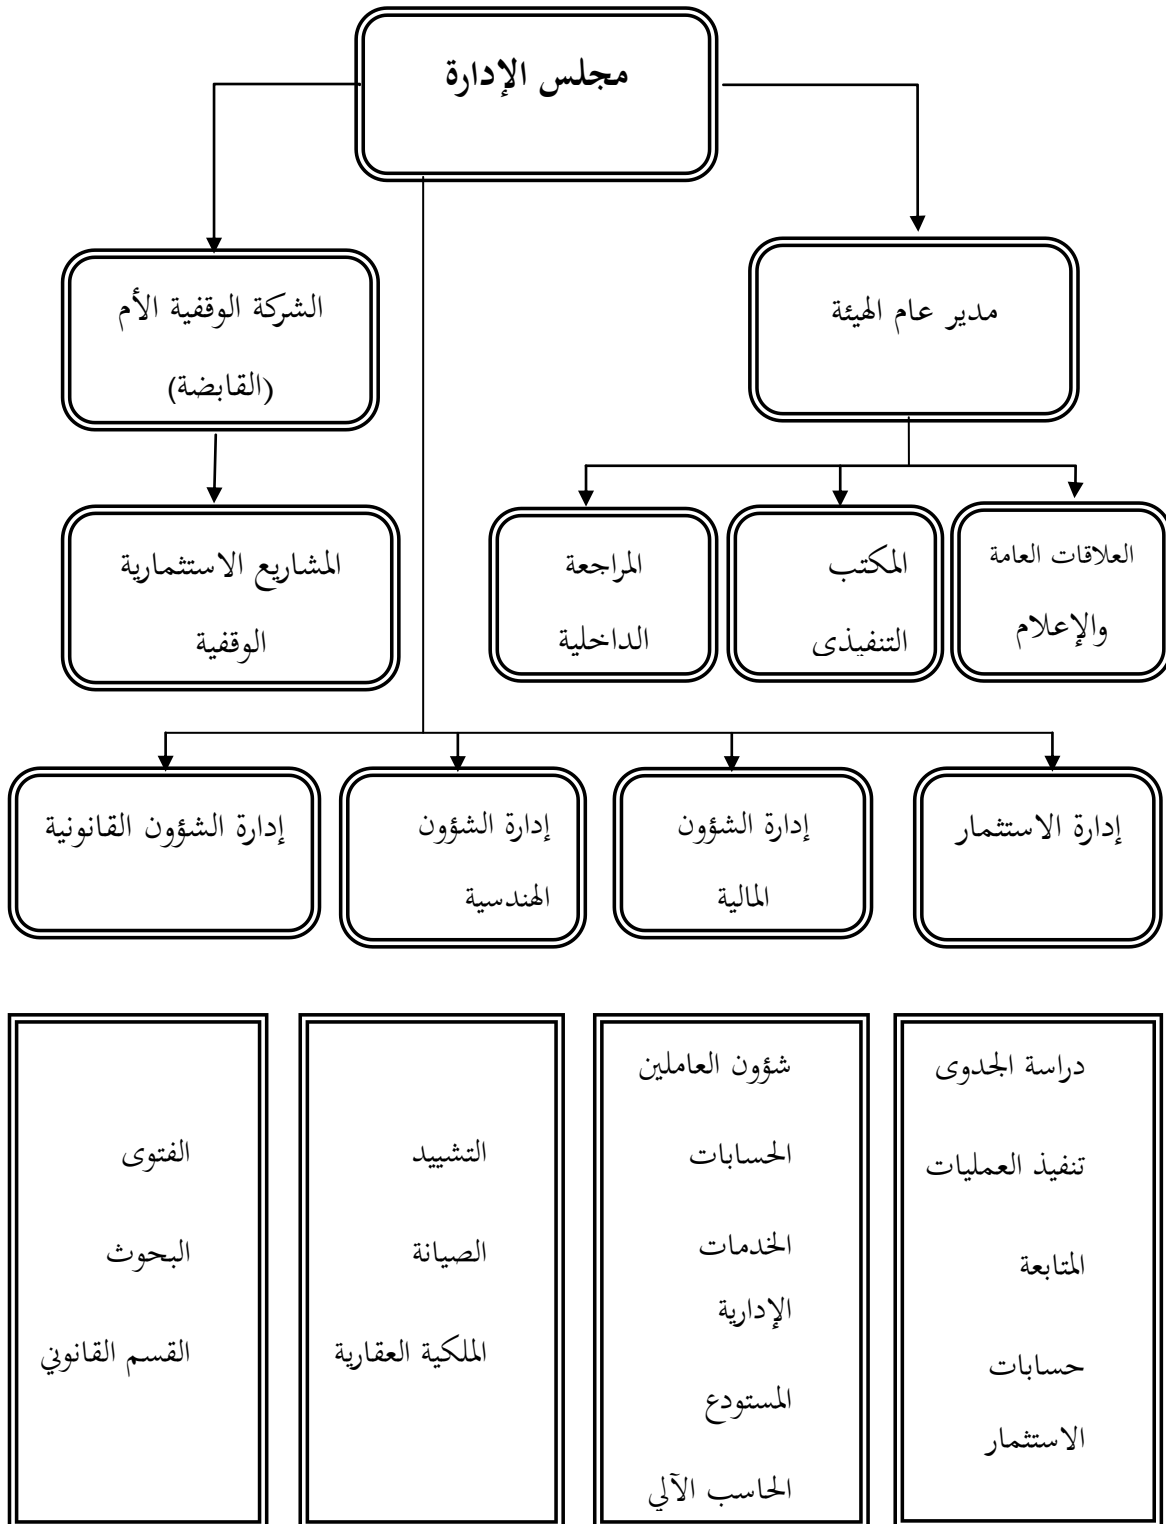 مجلس الإدارة
مدير عام الهيئة
الشركة الوقفية الأم
(القابضة)
العلاقات العامة
والإعلام
المكتب
التنفيذى
المراجعة
الداخلية
المشاريع الاستثمارية
الوقفية
إدارة الاستثمار
إدارة الشؤون
المالية
إدارة الشؤون
الهندسية
إدارة الشؤون القانونية
دراسة الجدوى
تنفيذ العمليات
المتابعة
حسابات
الاستثمار
شؤون العاملين
الحسابات
الخدمات
الإدارية
المستودع
الحاسب الآلي
التشييد
الصيانة
الملكية العقارية
الفتوى
البحوث
القسم القانوني